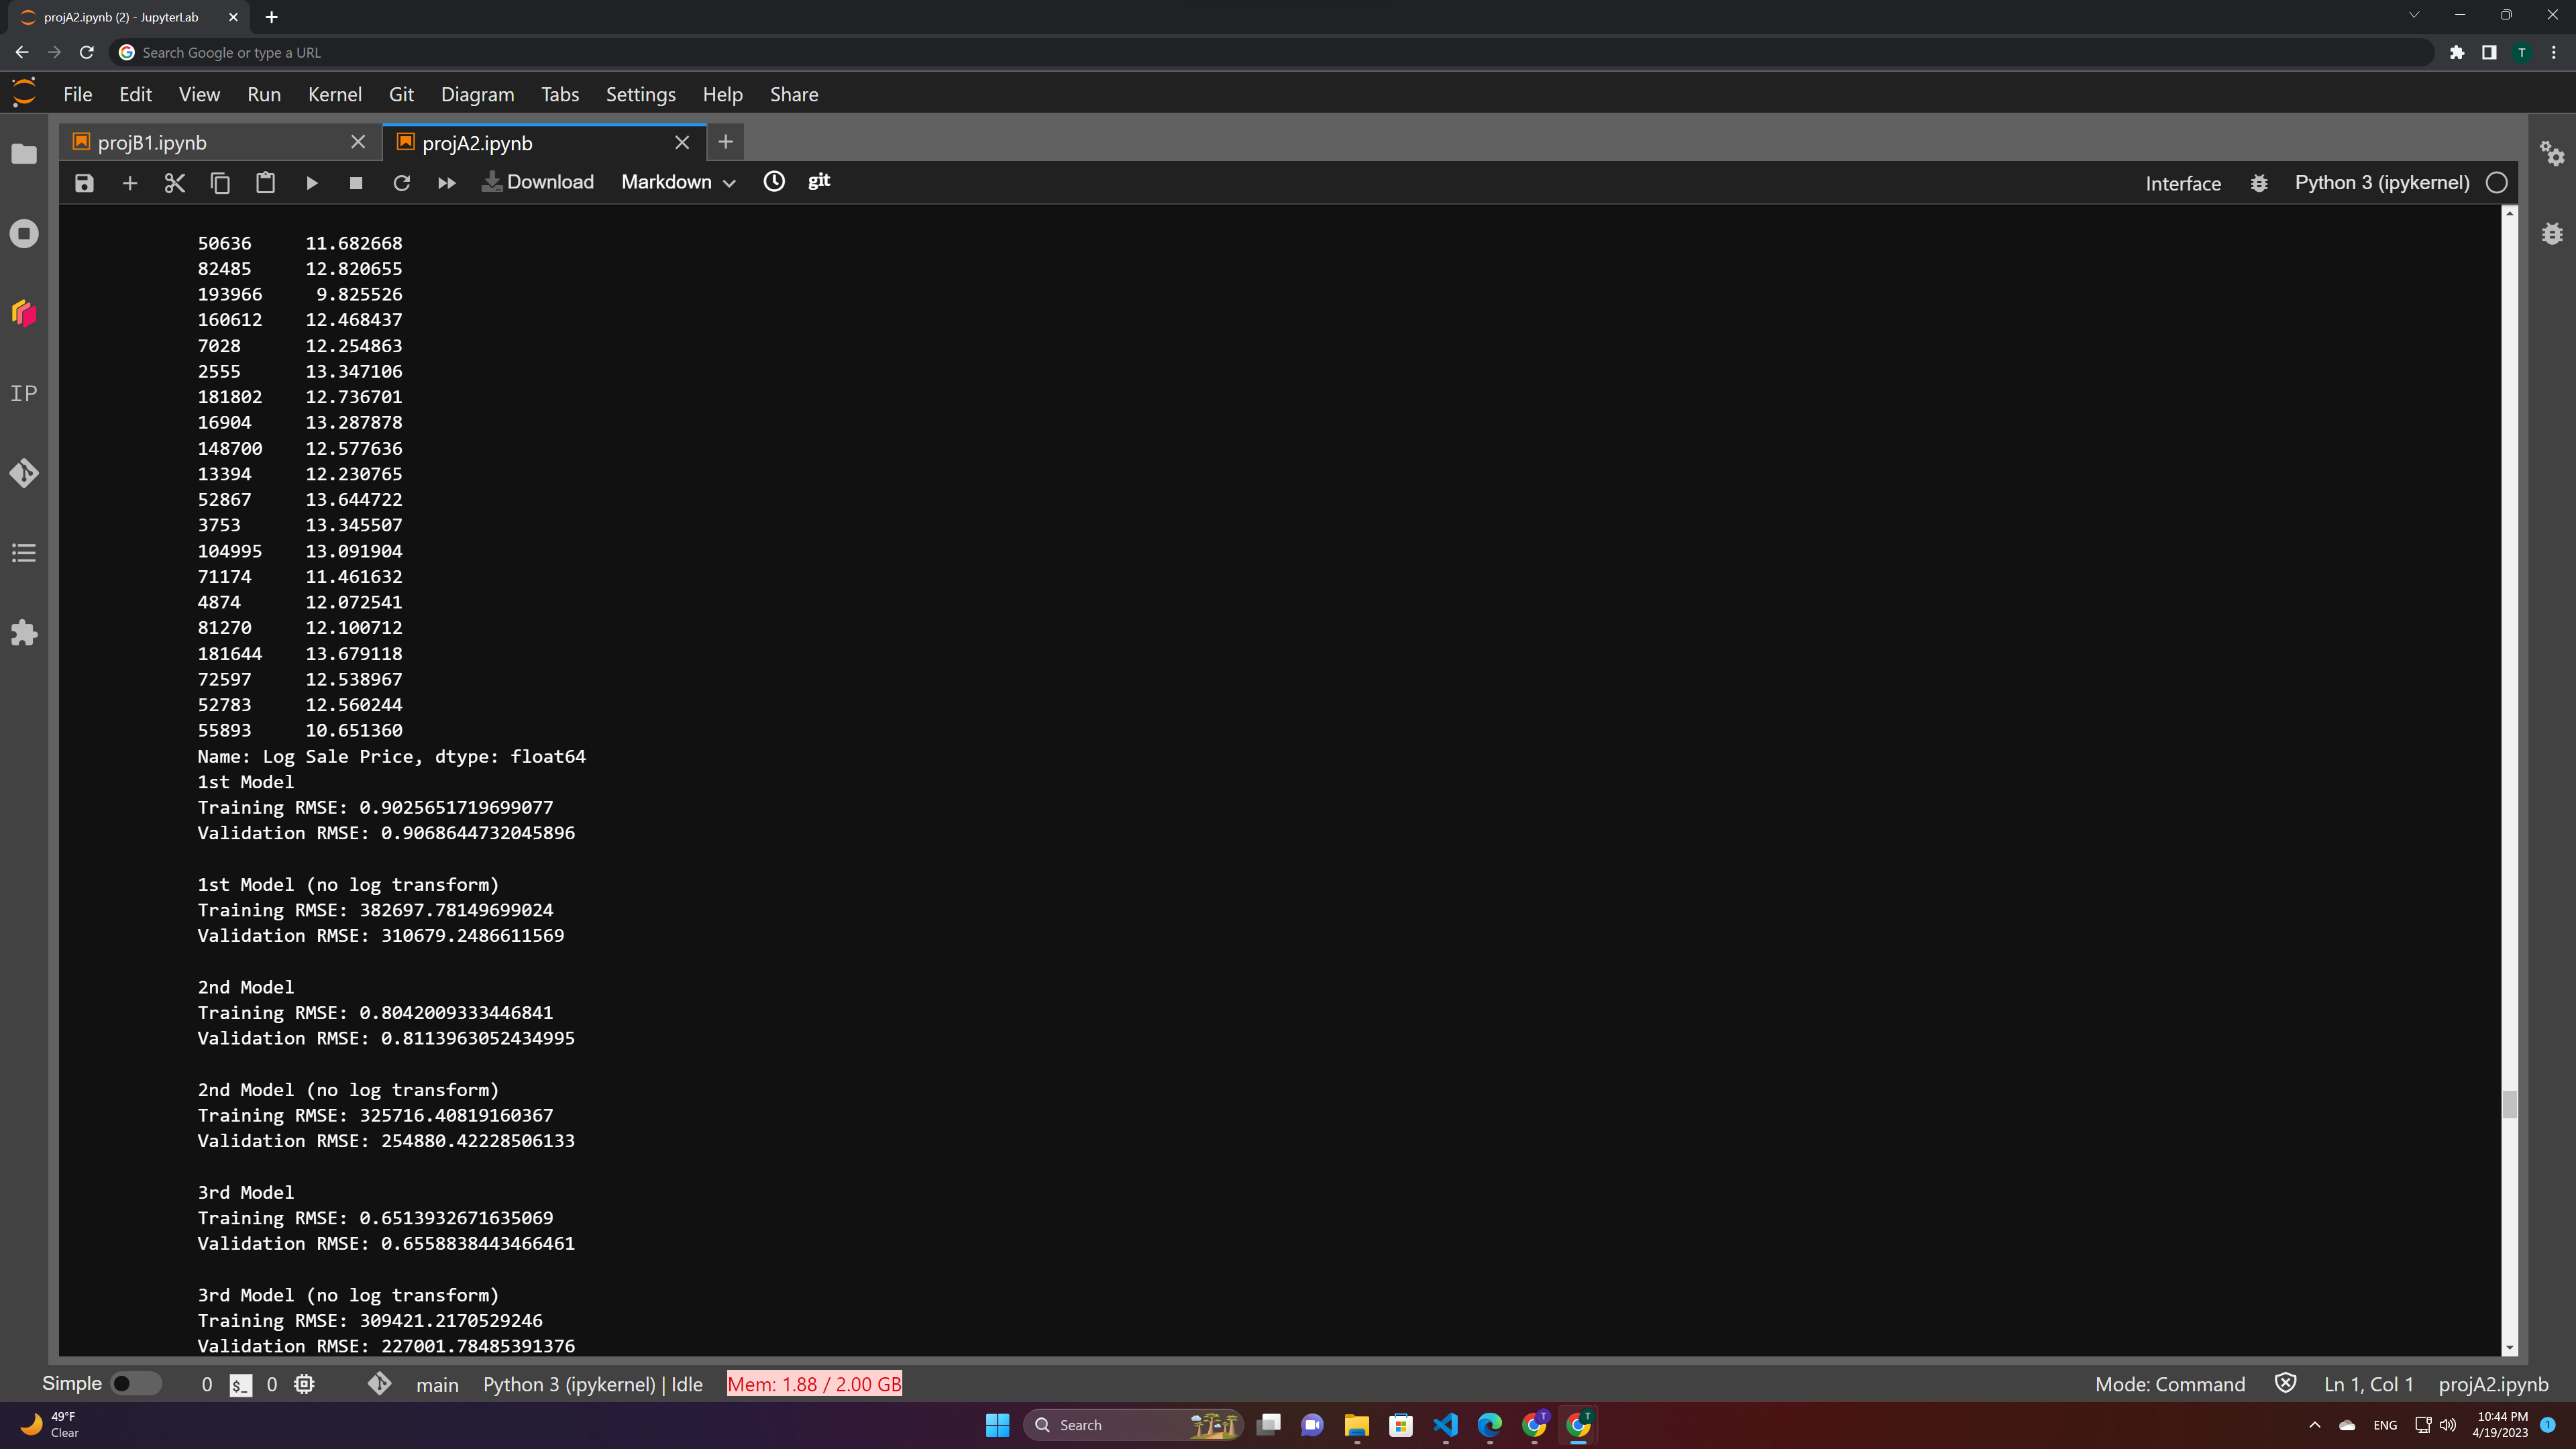 projA2.ipynb (2) - JupyterLab
Search Google or type a URL
T
File Edit View Run Kernel Git Diagram Tabs Settings Help Share
projB1.ipynb
projA2.ipynb
Download Markdown git Interface Python 3 (ipykernel)
IP
50636 11.682668
82485 12.820655
193966 9.825526
160612 12.468437
7028 12.254863
2555 13.347106
181802 12.736701
16904 13.287878
148700 12.577636
13394 12.230765
52867 13.644722
3753 13.345507
104995 13.091904
71174 11.461632
4874 12.072541
81270 12.100712
181644 13.679118
72597 12.538967
52783 12.560244
55893 10.651360
Name: Log Sale Price, dtype: float64
1st Model
Training RMSE: 0.9025651719699077
Validation RMSE: 0.9068644732045896
1st Model (no log transform)
Training RMSE: 382697.78149699024
Validation RMSE: 310679.2486611569
2nd Model
Training RMSE: 0.8042009333446841
Validation RMSE: 0.8113963052434995
2nd Model (no log transform)
Training RMSE: 325716.40819160367
Validation RMSE: 254880.42228506133
3rd Model
Training RMSE: 0.6513932671635069
Validation RMSE: 0.6558838443466461
3rd Model (no log transform)
Training RMSE: 309421.2170529246
Validation RMSE: 227001.78485391376
Simple 0 $_ 0 main Python 3 (ipykernel) | Idle Mem: 1.88 / 2.00 GB Mode: Command Ln 1, Col 1 projA2.ipynb
49°F
Clear
Search
T
T
ENG
10:44 PM
4/19/2023
1